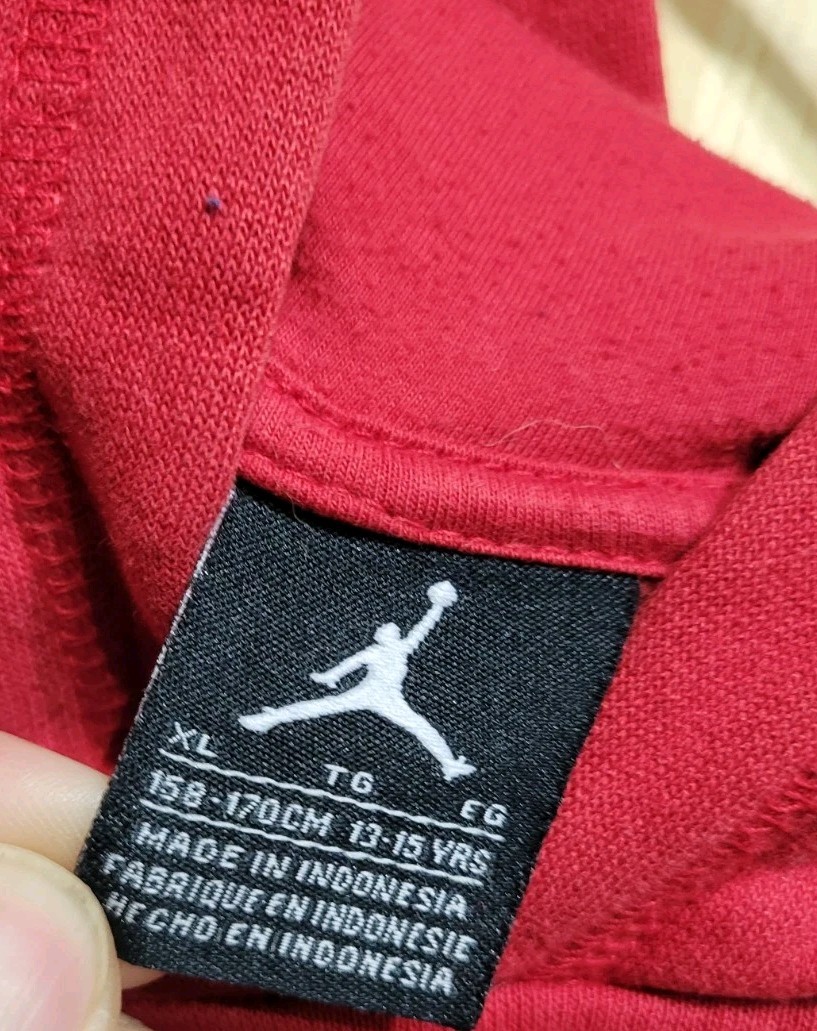 XL TG EG
158-170CM 13-15 YRS
MADE IN INDONESIA
FABRIQUE EN INDONESIE
HECHO EN INDONESIA